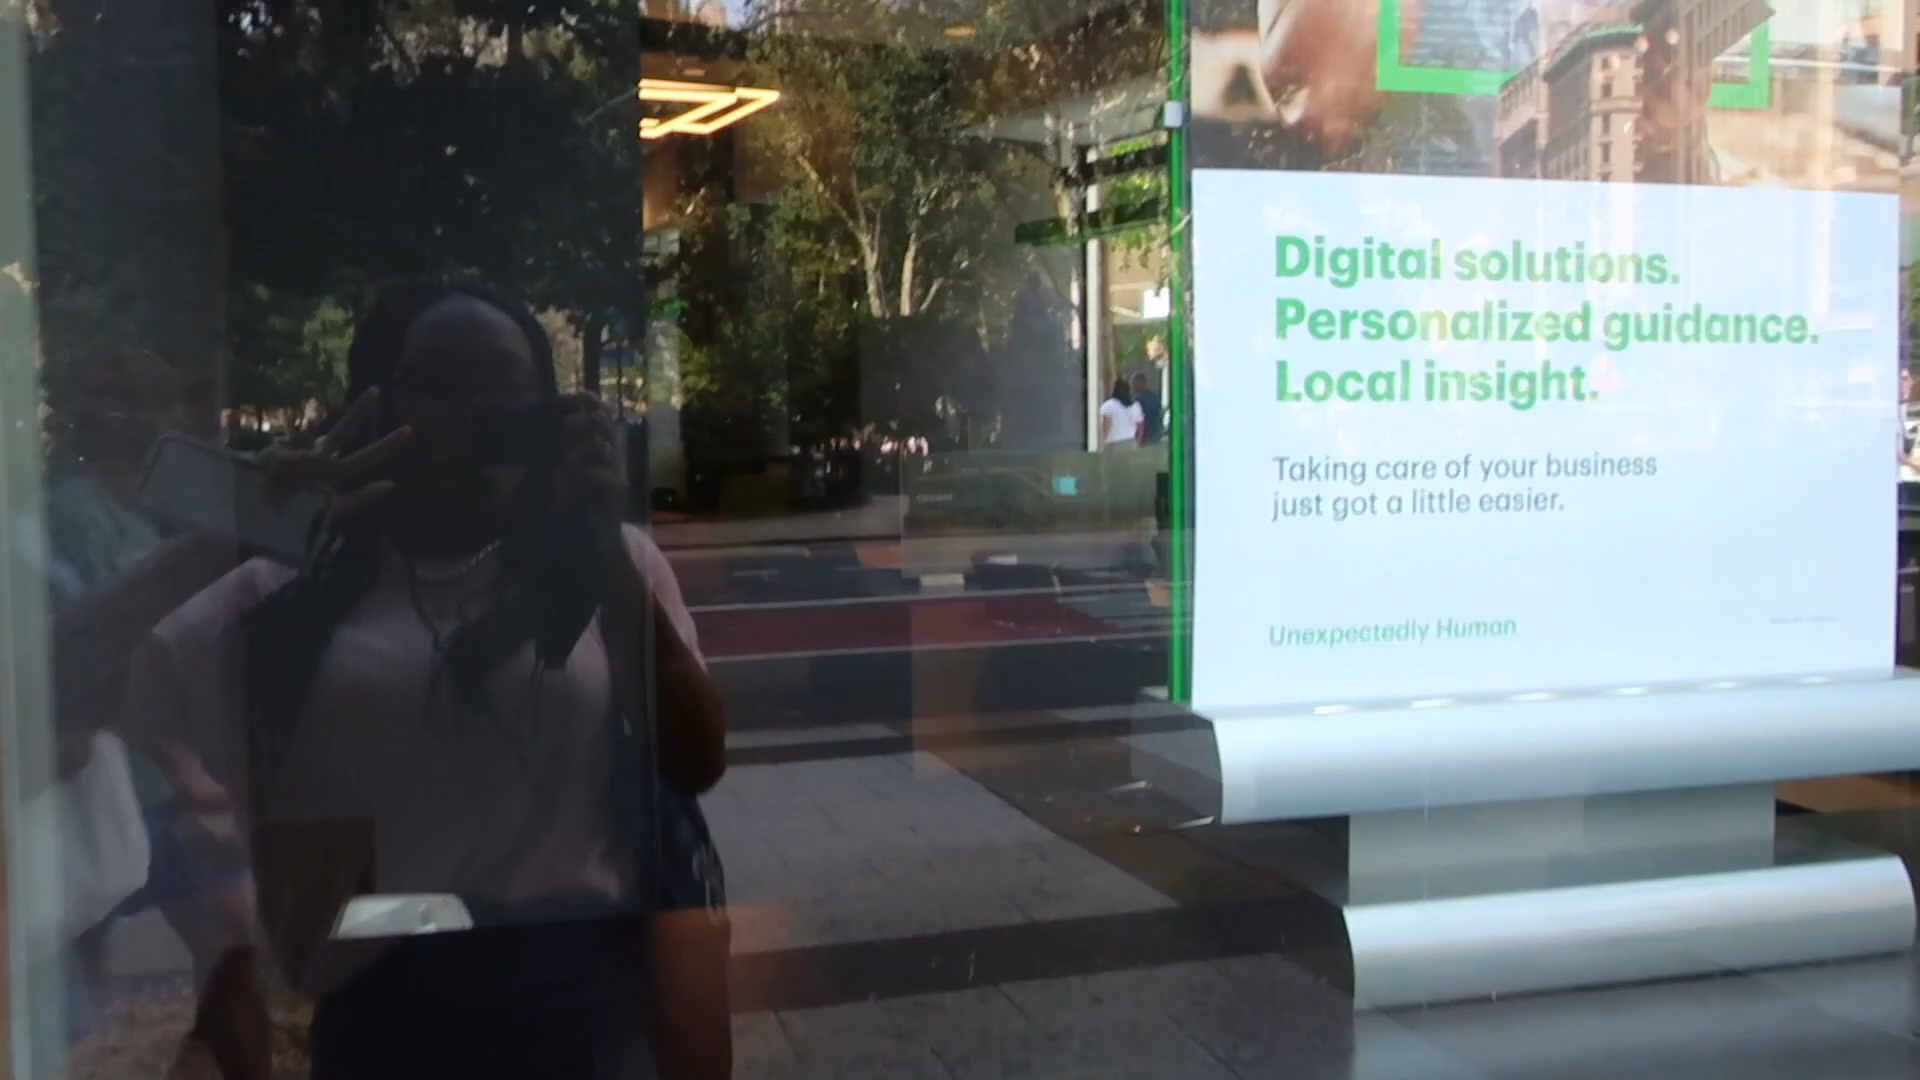 Digital solutions.
Personalized guidance.
Local insight.
Taking care of your business
just got a little easier.
Unexpectedly Human